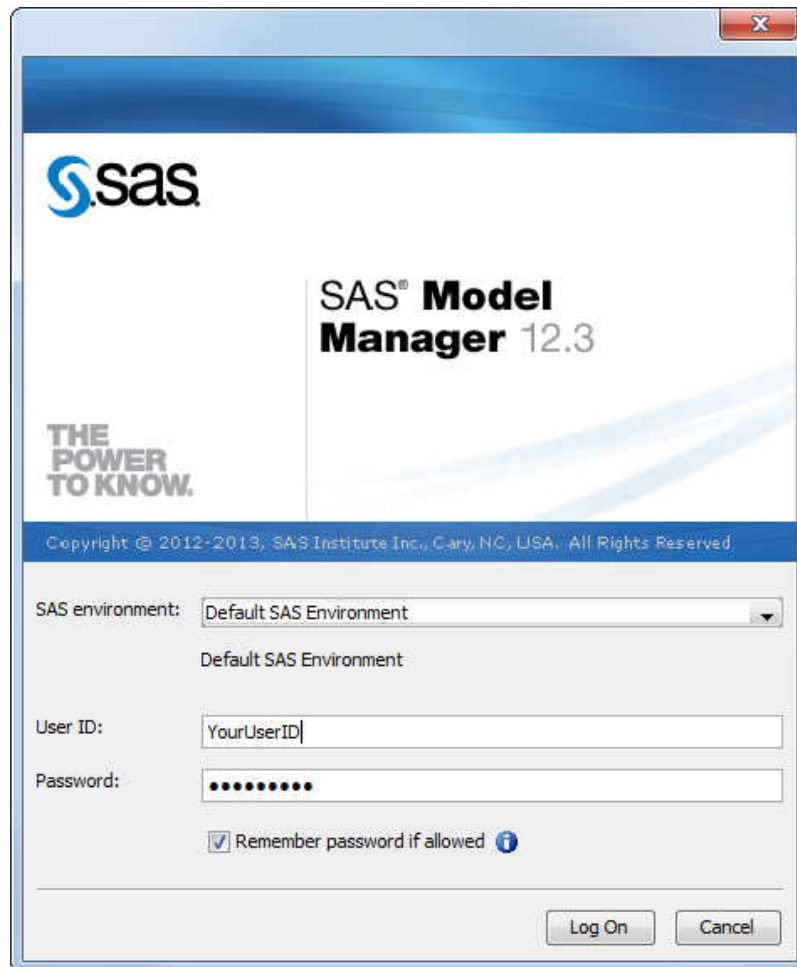 sas
SAS® Model
Manager 12.3
THE
POWER
TO KNOW.
Copyright © 2012-2013, SAS Institute Inc., Cary, NC, USA. All Rights Reserved
SAS environment: Default SAS Environment
Default SAS Environment
User ID: YourUserID
Password: •••••••••
Remember password if allowed
Log On Cancel